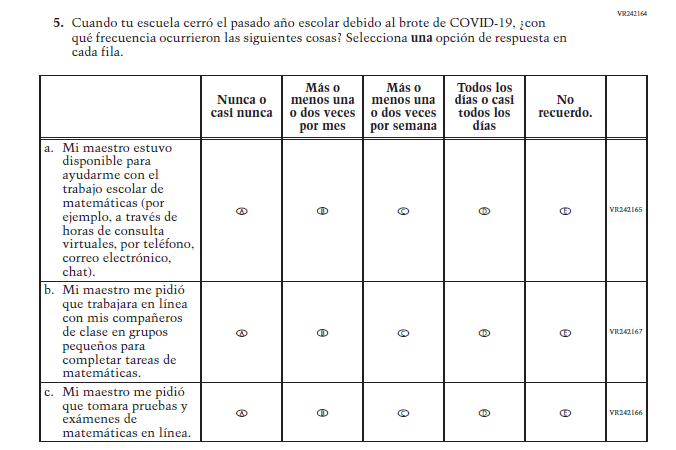 VR242164
5. Cuando tu escuela cerró el pasado año escolar debido al brote de COVID-19, ¿con
qué frecuencia ocurrieron las siguientes cosas? Selecciona una opción de respuesta en
cada fila.
Nunca o
casi nunca
Más o
menos una
o dos veces
por mes
Más o
menos una
o dos veces
por semana
Todos los
días o casi
todos los
días
No
recuerdo.
a. Mi maestro estuvo
disponible para
ayudarme con el
trabajo escolar de
matemáticas (por
ejemplo, a través de
horas de consulta
virtuales, por teléfono,
correo electrónico,
chat).
A B C D E VR242165
b. Mi maestro me pidió
que trabajara en línea
con mis compañeros
de clase en grupos
pequeños para
completar tareas de
matemáticas.
A B C D E VR242167
c. Mi maestro me pidió
que tomara pruebas y
exámenes de
matemáticas en línea.
A B C D E VR242166